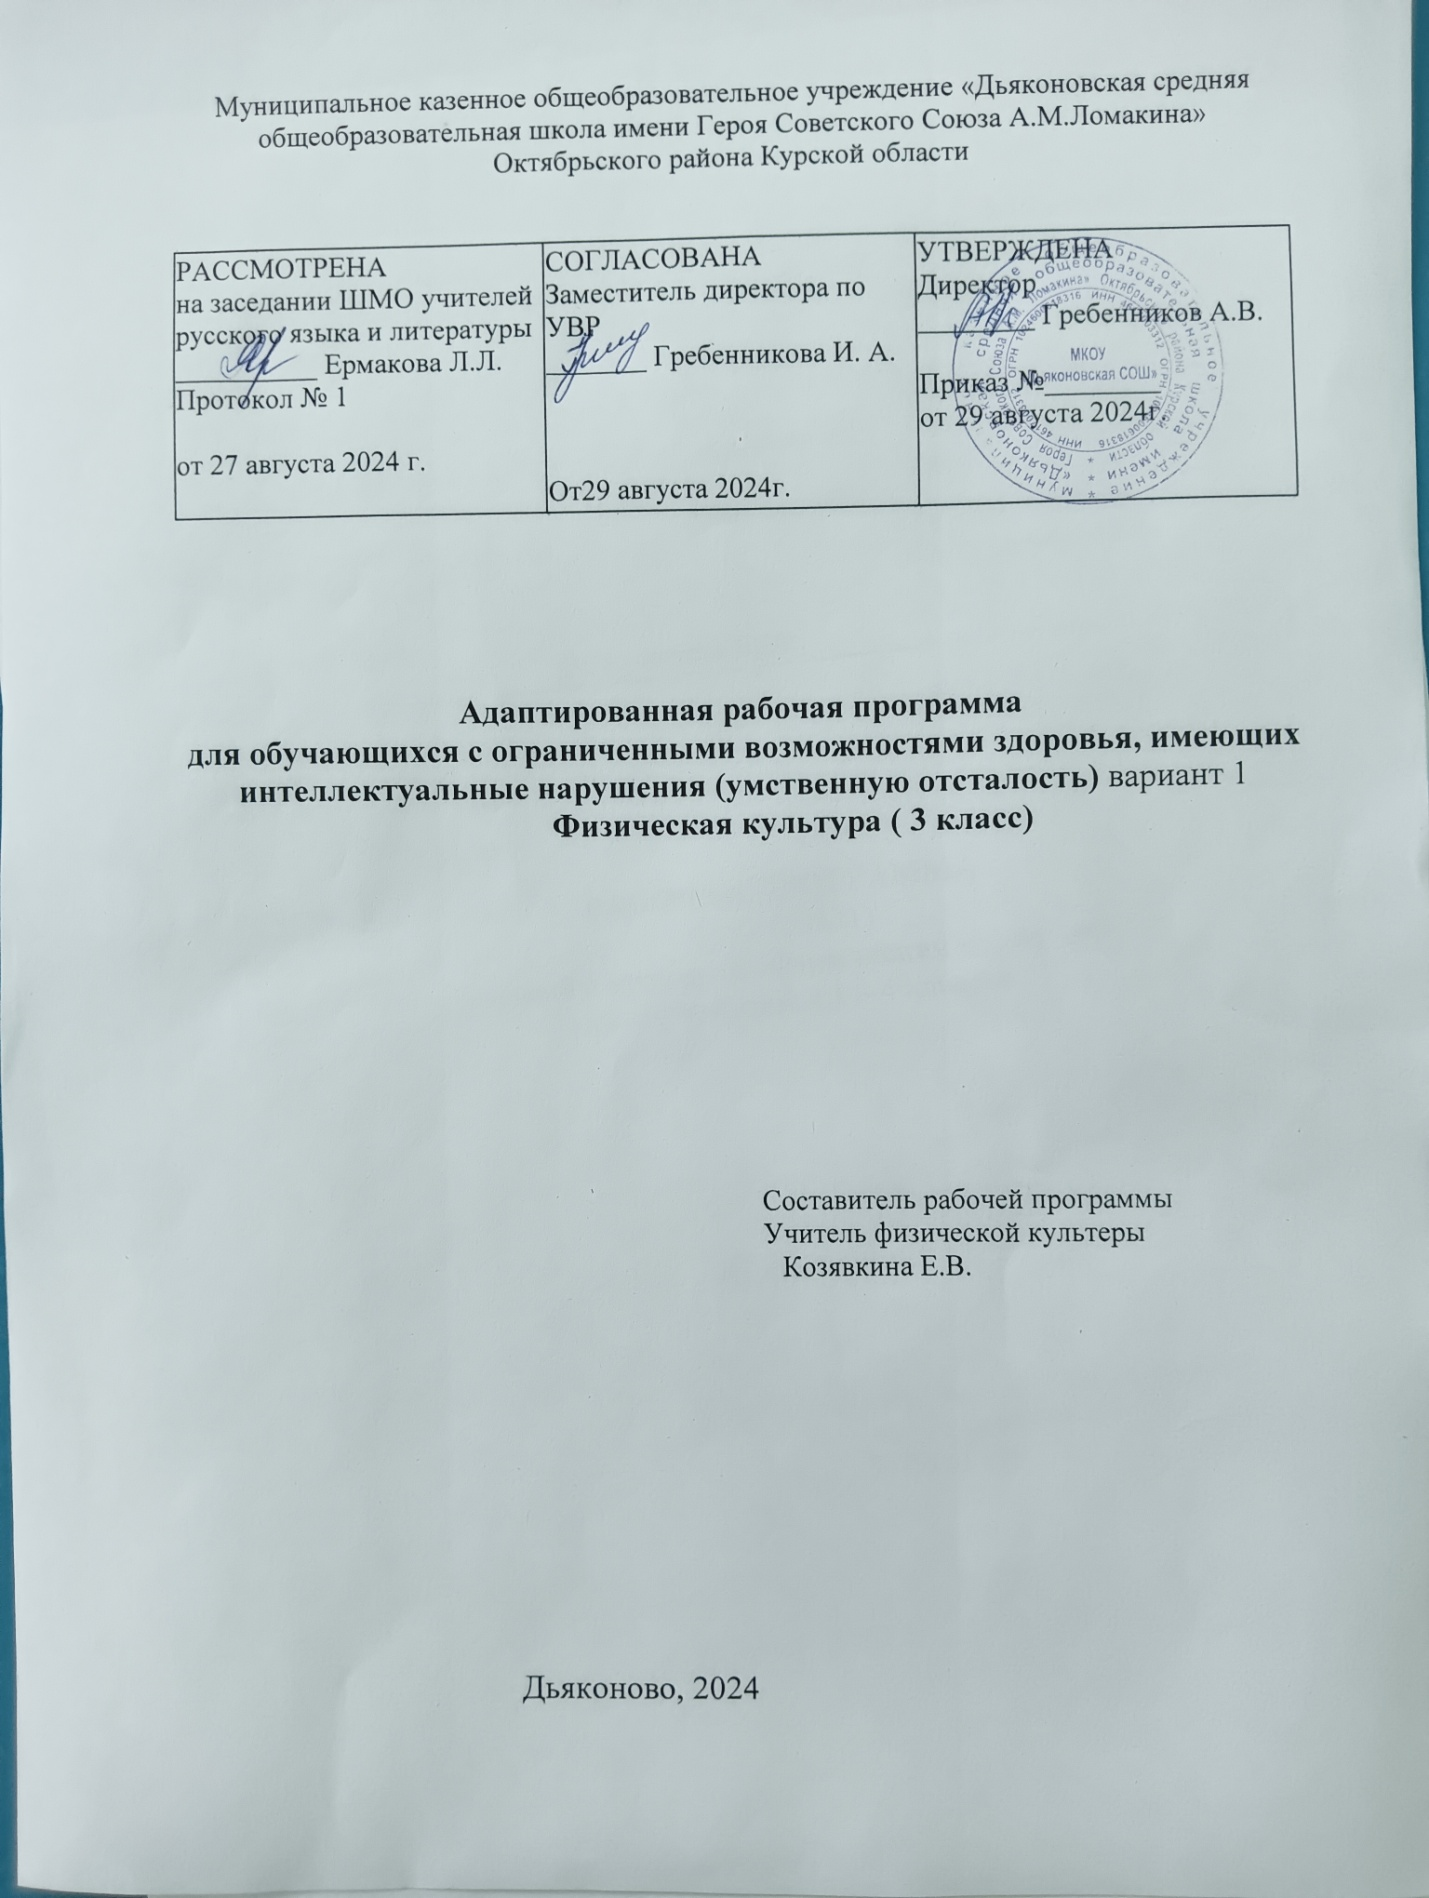 Муниципальное казенное общеобразовательное учреждение «Дьяконовская средняя
общеобразовательная школа имени Героя Советского Союза А.М.Ломакина»
Октябрьского района Курской области
РАССМОТРЕНА
на заседании ШМО учителей
русского языка и литературы
__________ Ермакова Л.Л.
Протокол № 1
от 27 августа 2024 г.
СОГЛАСОВАНА
Заместитель директора по
УВР
_______ Гребенникова И. А.
От29 августа 2024г.
УТВЕРЖДЕНА
Директор
________ Гребенников А.В.
Приказ №________
от 29 августа 2024г.
МКОУ
«Дьяконовская СОШ»
Адаптированная рабочая программа
для обучающихся с ограниченными возможностями здоровья, имеющих
интеллектуальные нарушения (умственную отсталость) вариант 1
Физическая культура ( 3 класс)
Составитель рабочей программы
Учитель физической культеры
Козявкина Е.В.
Дьяконово, 2024